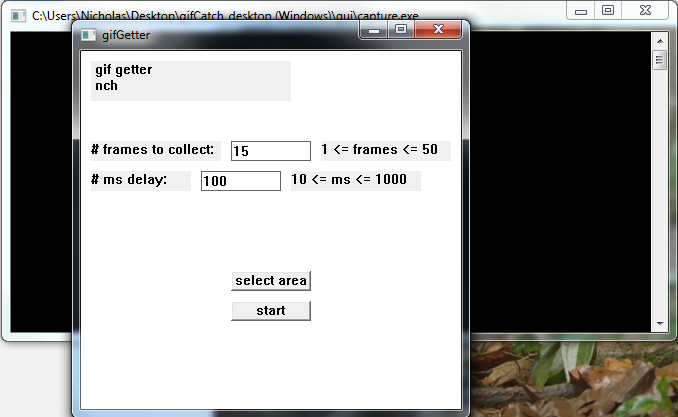 C:\Users\Nicholas\Desktop\gifCatch_desktop (Windows)\gui\capture.exe
gifGetter
gif getter
nch
# frames to collect:
15
1 <= frames <= 50
# ms delay:
100
10 <= ms <= 1000
select area
start